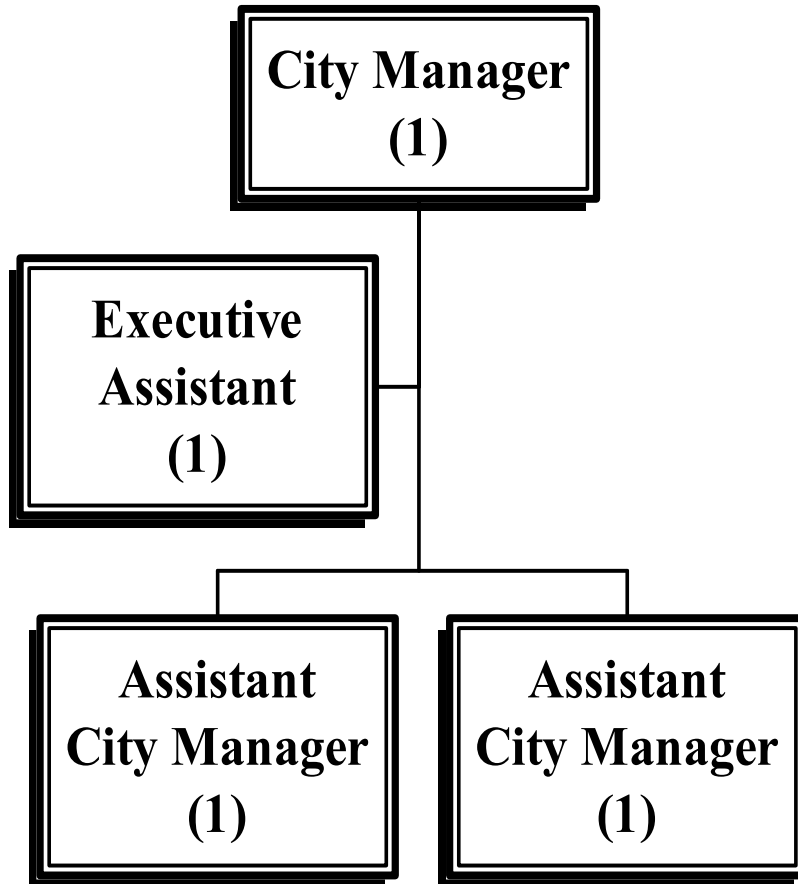 City Manager
(1)
Executive
Assistant
(1)
Assistant
City Manager
(1)
Assistant
City Manager
(1)